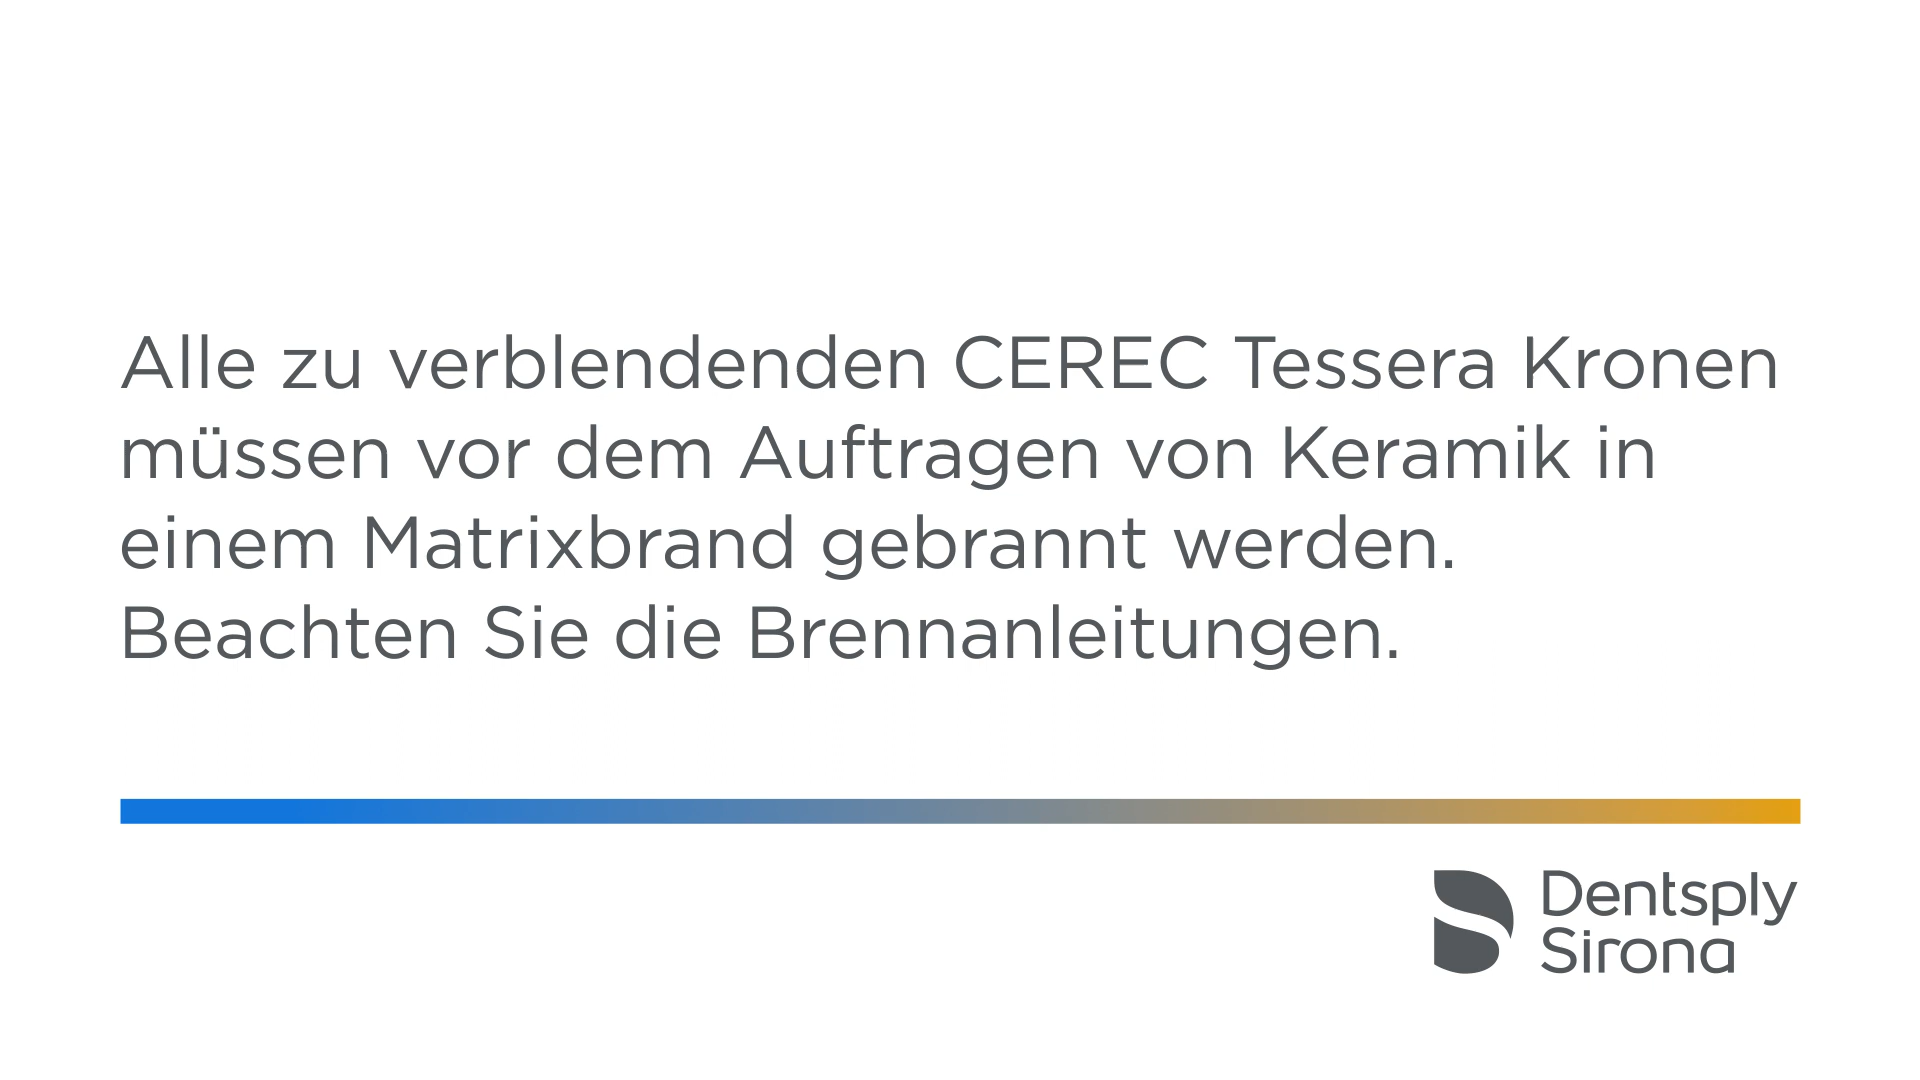 Alle zu verblendenden CEREC Tessera Kronen
müssen vor dem Auftragen von Keramik in
einem Matrixbrand gebrannt werden.
Beachten Sie die Brennanleitungen.
Dentsply
Sirona